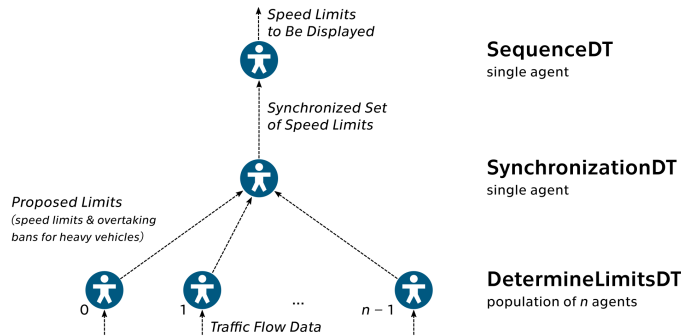 Speed Limits
to Be Displayed
SequenceDT
single agent
Synchronized Set
of Speed Limits
SynchronizationDT
single agent
Proposed Limits
(speed limits & overtaking
bans for heavy vehicles)
DetermineLimitsDT
population of n agents
0
1
...
n – 1
Traffic Flow Data